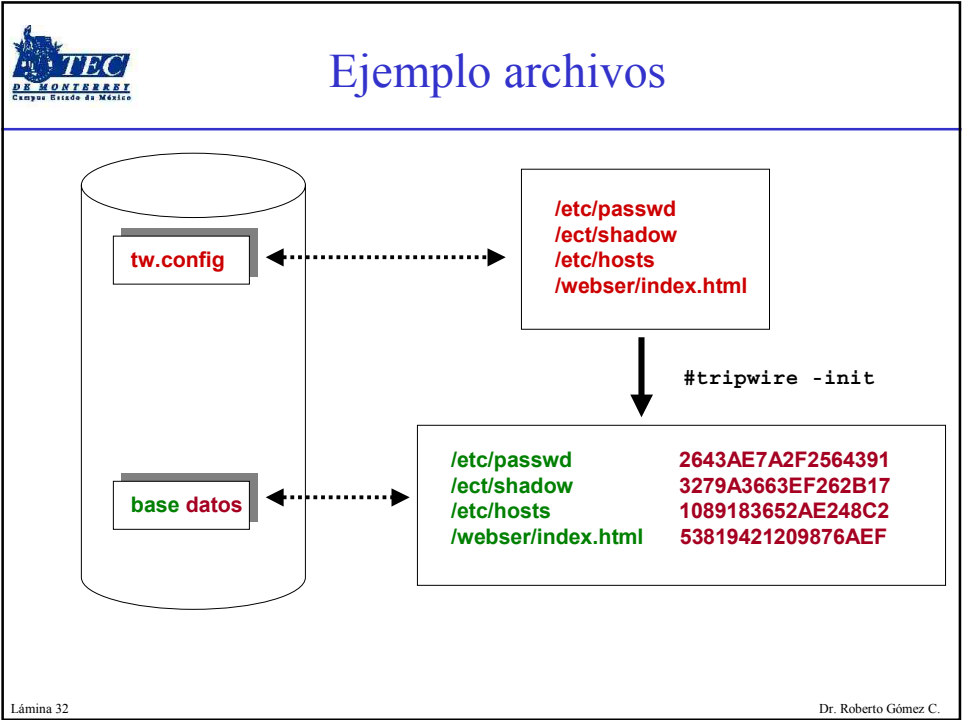 TEC
DE MONTERREY
Campus Estado de México
Ejemplo archivos
tw.config
/etc/passwd
/ect/shadow
/etc/hosts
/webser/index.html
#tripwire -init
base datos
/etc/passwd 2643AE7A2F2564391
/ect/shadow 3279A3663EF262B17
/etc/hosts 1089183652AE248C2
/webser/index.html 53819421209876AEF
Lámina 32
Dr. Roberto Gómez C.